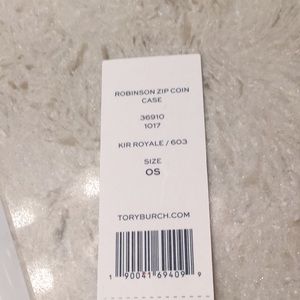 ROBINSON ZIP COIN
CASE
36910
1017
KIR ROYALE / 603
SIZE
OS
TORYBURCH.COM
1 90041 69409 9